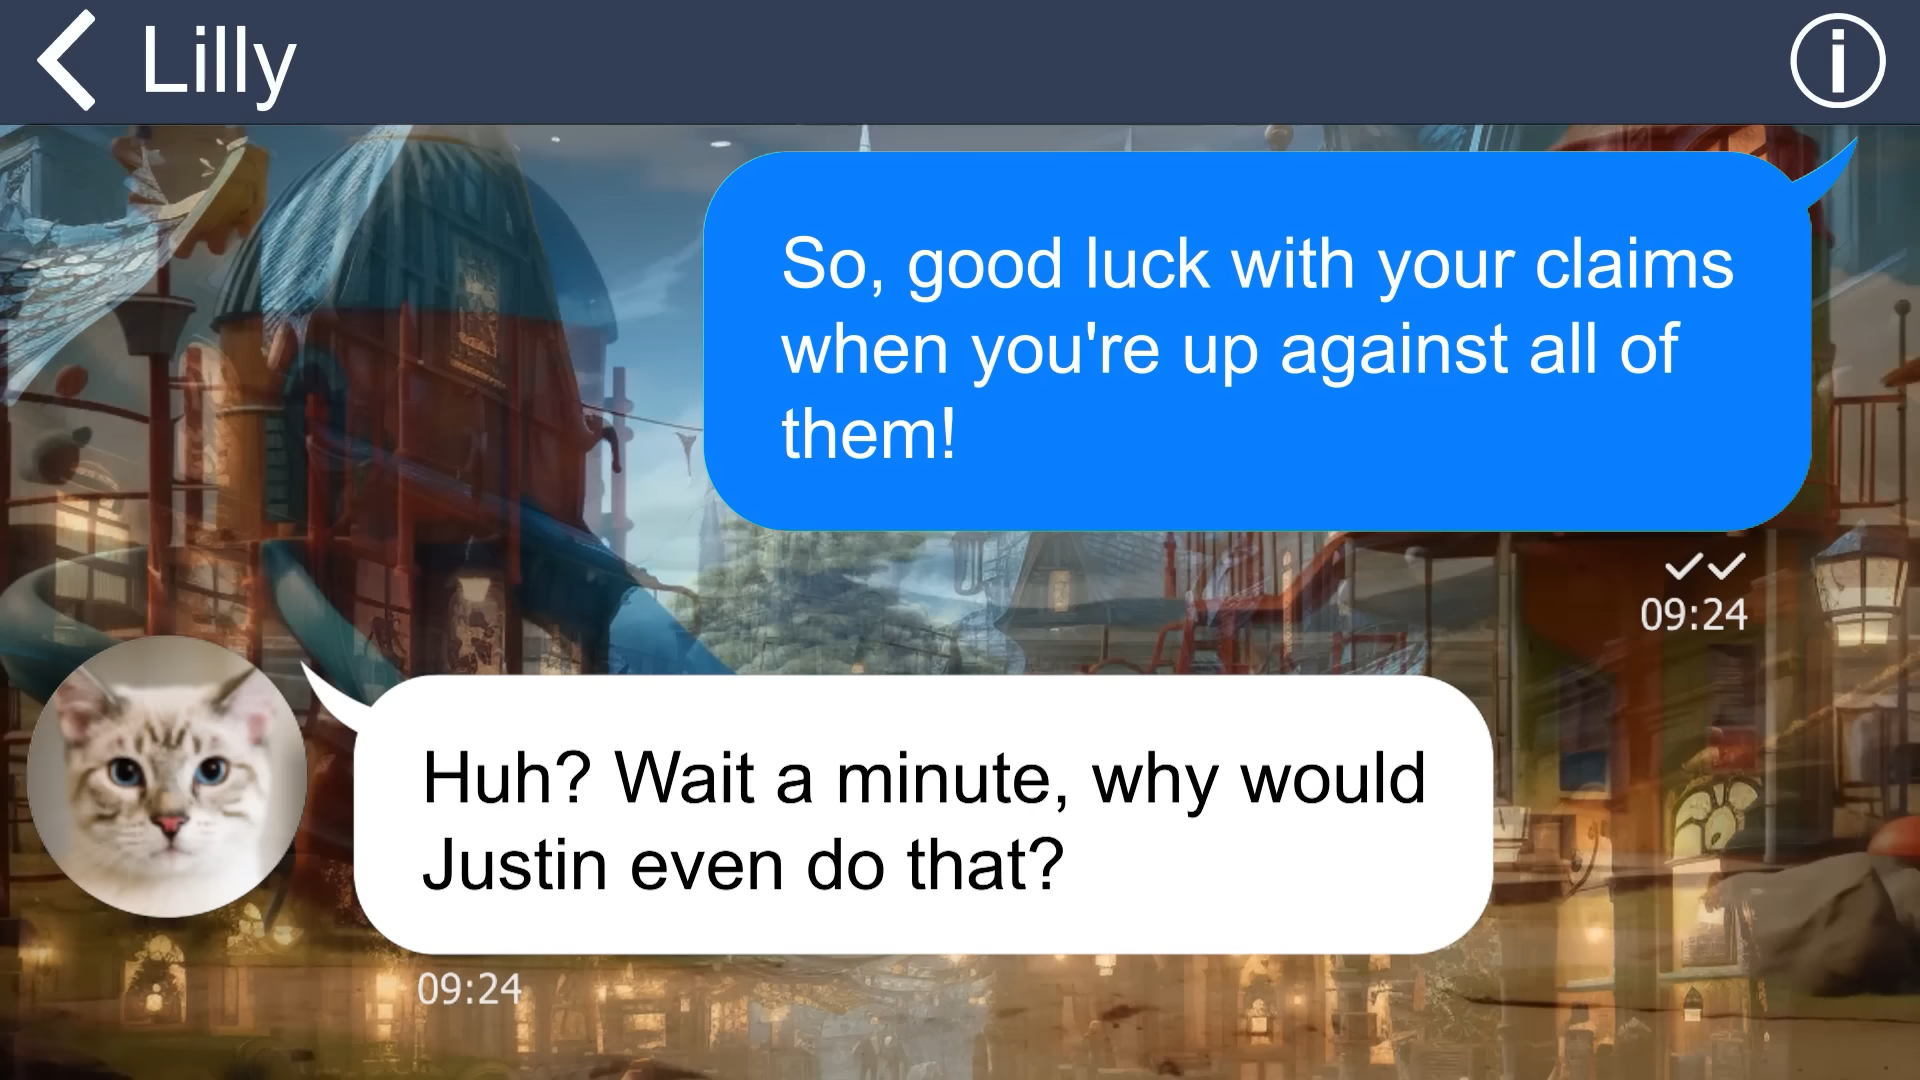 Lilly
So, good luck with your claims
when you're up against all of
them!
09:24
Huh? Wait a minute, why would
Justin even do that?
09:24